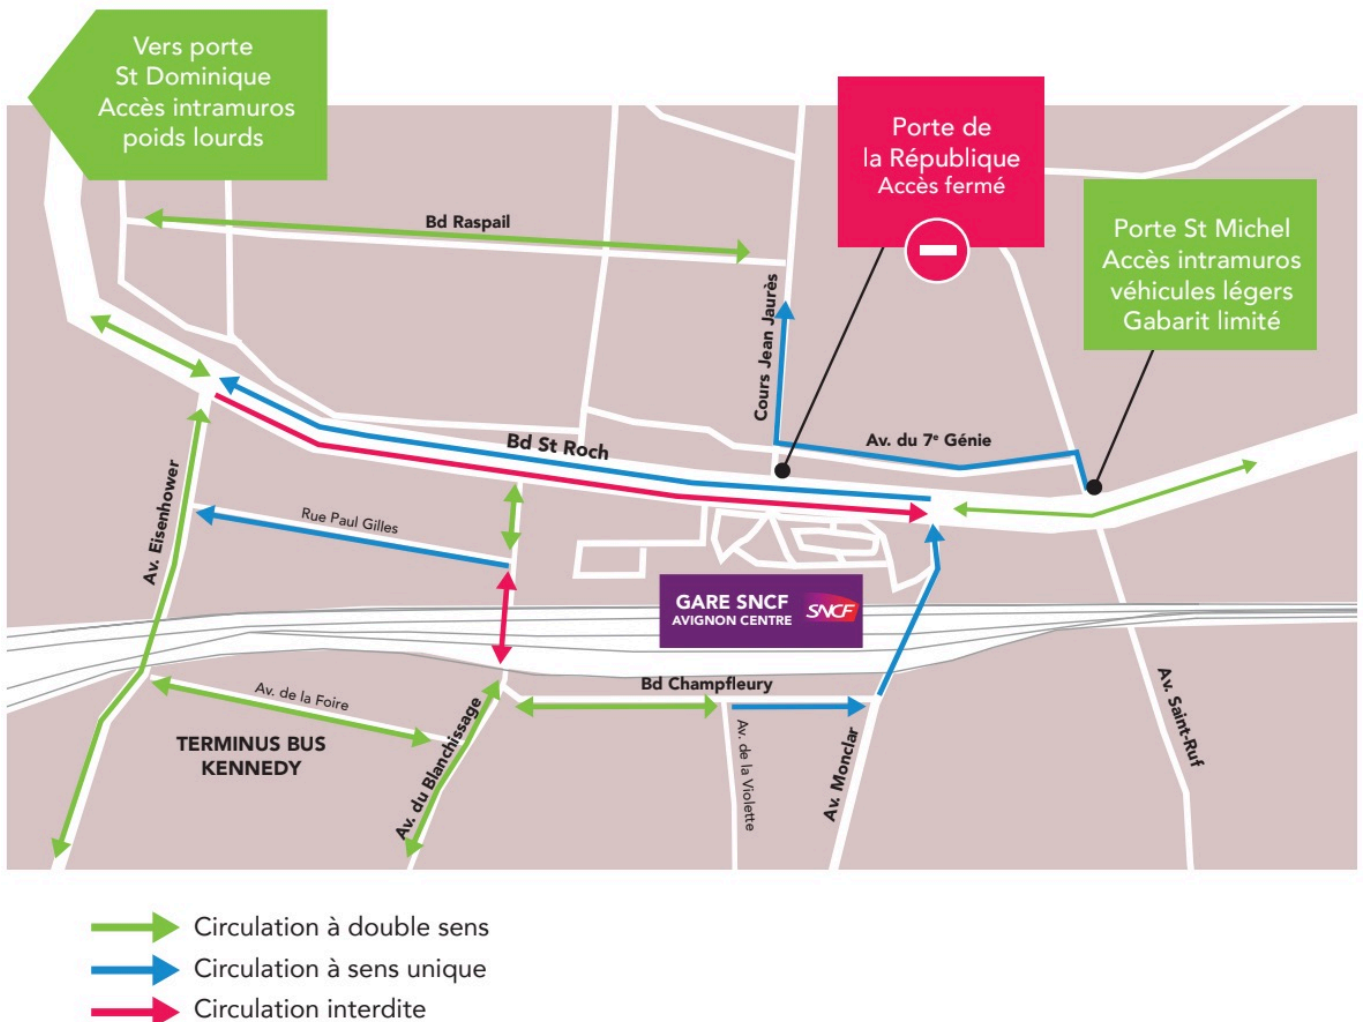 Vers porte
St Dominique
Accès intramuros
poids lourds
Porte de
la République
Accès fermé
Porte St Michel
Accès intramuros
véhicules légers
Gabarit limité
Bd Raspail
Cours Jean Jaurès
Av. du 7e Génie
Bd St Roch
Av. Eisenhower
Rue Paul Gilles
GARE SNCF
AVIGNON CENTRE
SNCF
Bd Champfleury
Av. de la Foire
TERMINUS BUS
KENNEDY
Av. du Blanchissage
Av. de la Violette
Av. Monclar
Av. Saint-Ruf
Circulation à double sens
Circulation à sens unique
Circulation interdite